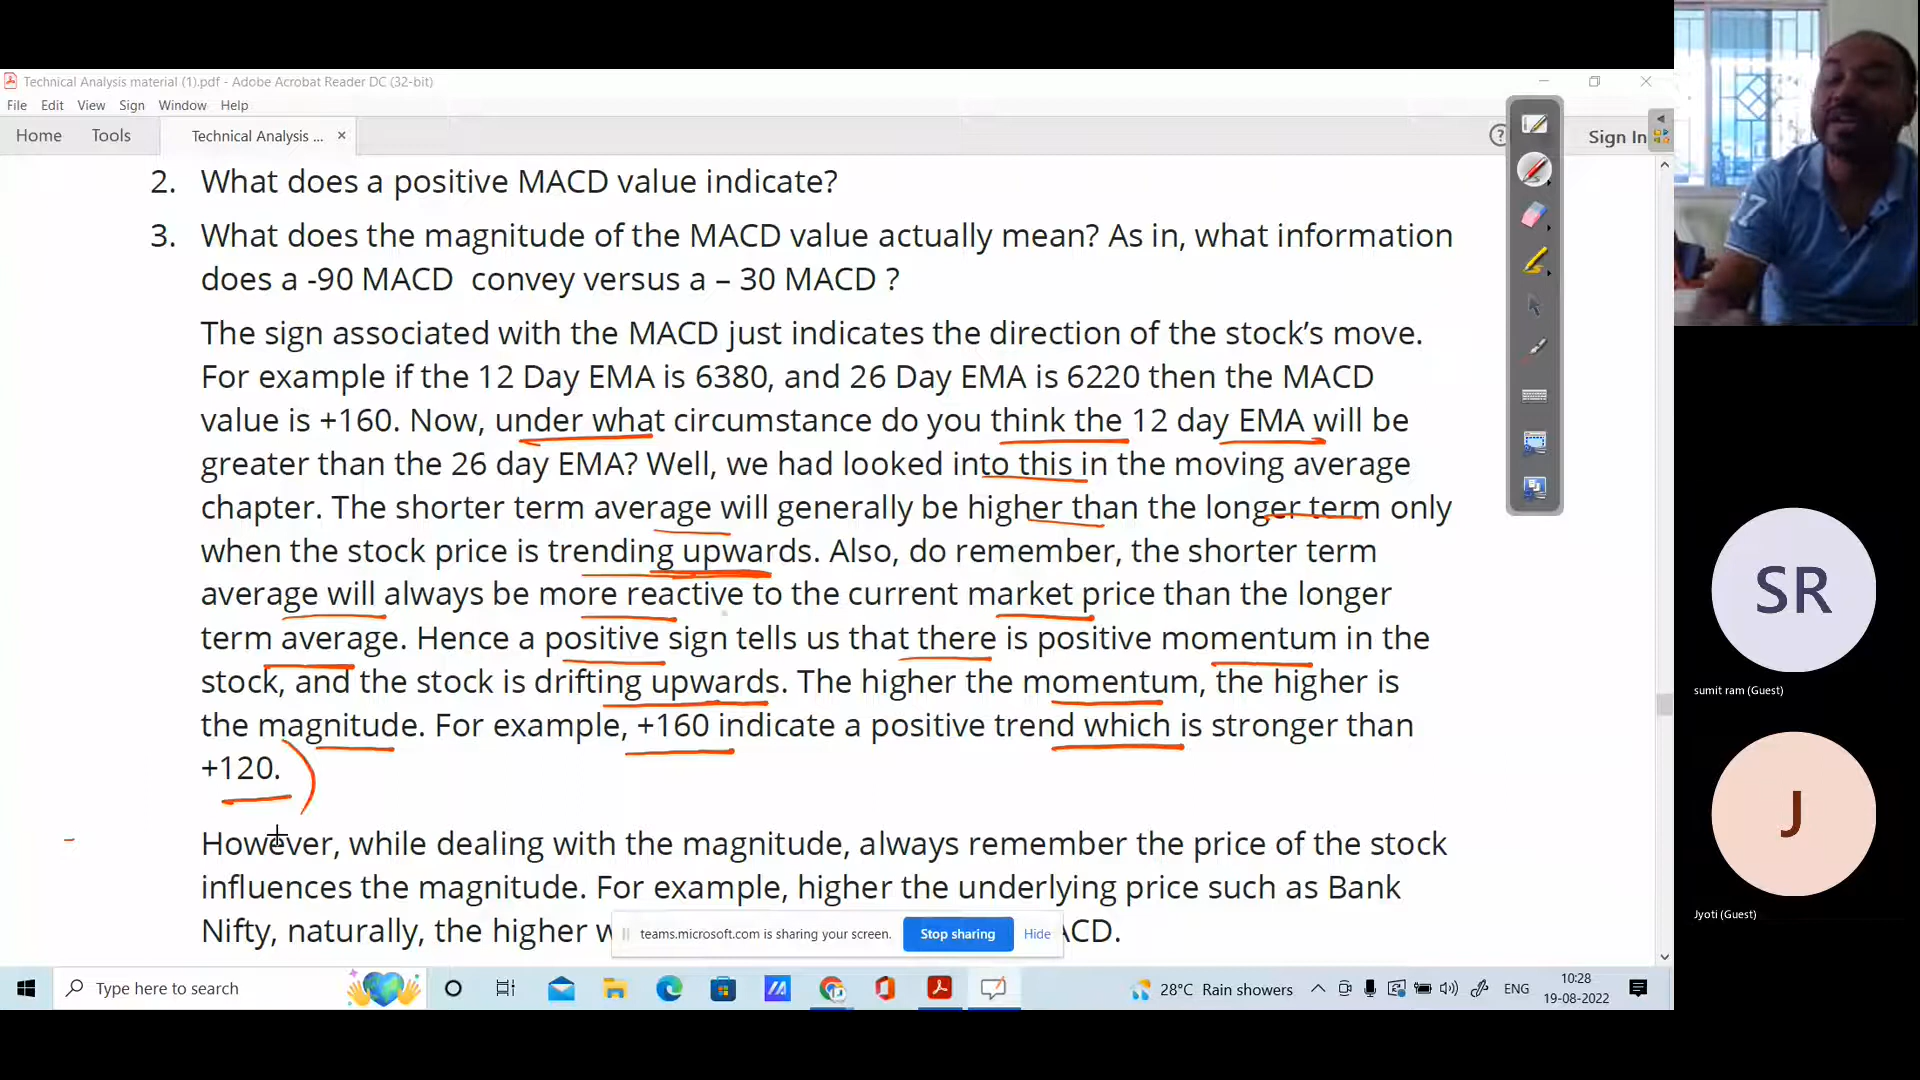 Technical Analysis material (1).pdf - Adobe Acrobat Reader DC (32-bit)
File Edit View Sign Window Help
Home Tools Technical Analysis ... × Sign In
2. What does a positive MACD value indicate?
3. What does the magnitude of the MACD value actually mean? As in, what information
does a -90 MACD convey versus a – 30 MACD ?
The sign associated with the MACD just indicates the direction of the stock’s move.
For example if the 12 Day EMA is 6380, and 26 Day EMA is 6220 then the MACD
value is +160. Now, under what circumstance do you think the 12 day EMA will be
greater than the 26 day EMA? Well, we had looked into this in the moving average
chapter. The shorter term average will generally be higher than the longer term only
when the stock price is trending upwards. Also, do remember, the shorter term
average will always be more reactive to the current market price than the longer
term average. Hence a positive sign tells us that there is positive momentum in the
stock, and the stock is drifting upwards. The higher the momentum, the higher is
the magnitude. For example, +160 indicate a positive trend which is stronger than
+120.
However, while dealing with the magnitude, always remember the price of the stock
influences the magnitude. For example, higher the underlying price such as Bank
Nifty, naturally, the higher
teams.microsoft.com is sharing your screen. Stop sharing Hide
Type here to search
28°C Rain showers
ENG
10:28
19-08-2022
7
SR
sumit ram (Guest)
J
Jyoti (Guest)